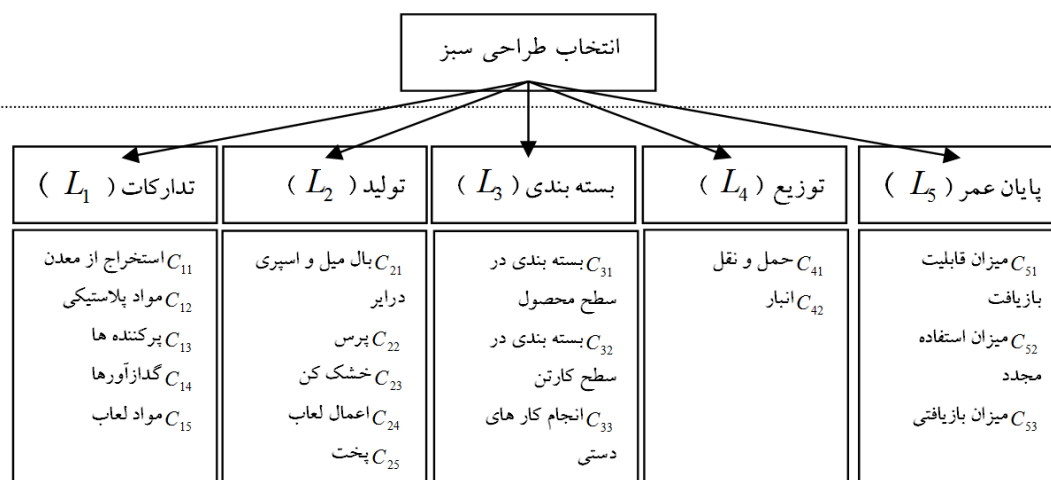 انتخاب طراحی سبز
تدارکات ( L₁ )
C₁₁ استخراج از معدن
C₁₂ مواد پلاستیکی
C₁₃ پرکننده ها
C₁₄ گدازآورها
C₁₅ مواد لعاب
تولید ( L₂ )
C₂₁ بال میل و اسپری
درایر
C₂₂ پرس
C₂₃ خشک کن
C₂₄ اعمال لعاب
C₂₅ پخت
بسته بندی ( L₃ )
C₃₁ بسته بندی در
سطح محصول
C₃₂ بسته بندی در
سطح کارتن
C₃₃ انجام کار های
دستی
توزیع ( L₄ )
C₄₁ حمل و نقل
C₄₂ انبار
پایان عمر ( L₅ )
C₅₁ میزان قابلیت
بازیافت
C₅₂ میزان استفاده
مجدد
C₅₃ میزان بازیافتی